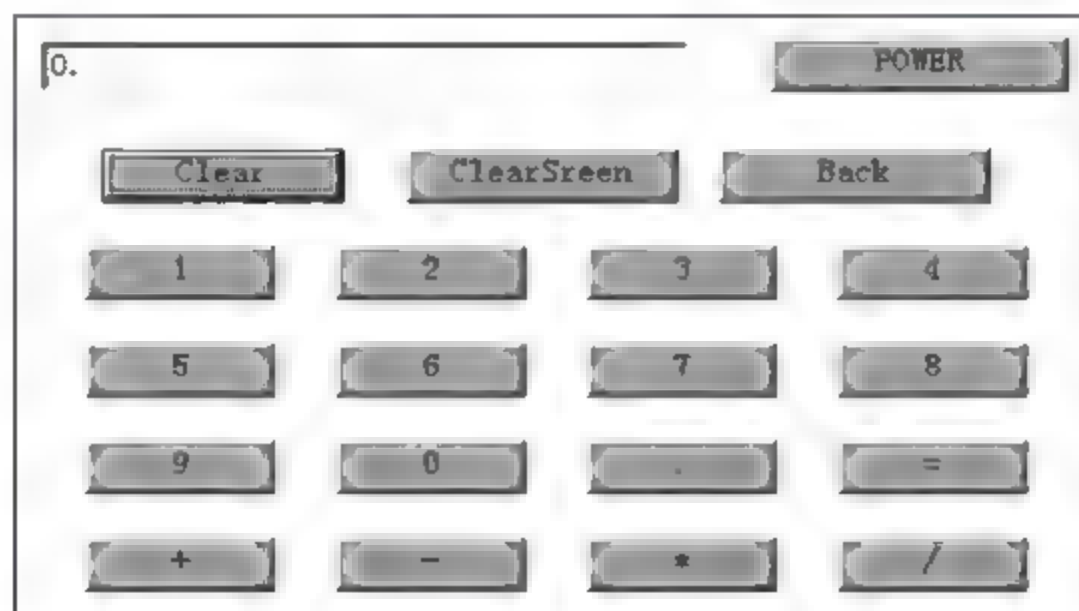 0. POWER
Clear ClearSreen Back
1 2 3 4
5 6 7 8
9 0 . =
+ - * /